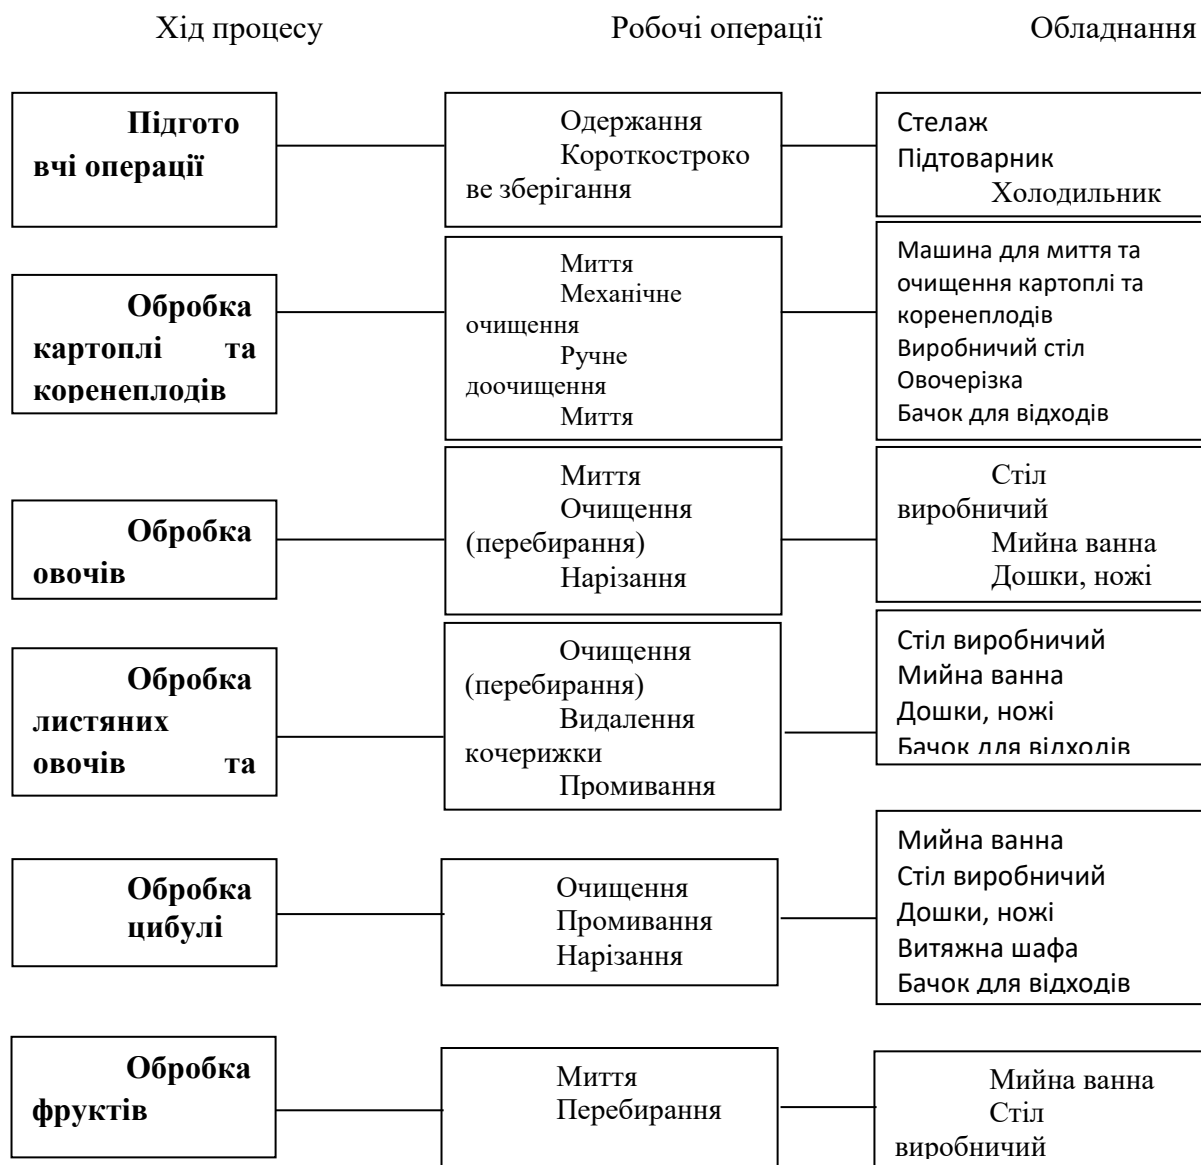 Хід процесу
Робочі операції
Обладнання
Підгото
вчі операції
Одержання
Короткостроко
ве зберігання
Стелаж
Підтоварник
Холодильник
Обробка
картоплі та
коренеплодів
Миття
Механічне
очищення
Ручне
доочищення
Миття
Машина для миття та
очищення картоплі та
коренеплодів
Виробничий стіл
Овочерізка
Бачок для відходів
Обробка
овочів
Миття
Очищення
(перебирання)
Нарізання
Стіл
виробничий
Мийна ванна
Дошки, ножі
Обробка
листяних
овочів та
Очищення
(перебирання)
Видалення
кочерижки
Промивання
Стіл виробничий
Мийна ванна
Дошки, ножі
Бачок для відходів
Обробка
цибулі
Очищення
Промивання
Нарізання
Мийна ванна
Стіл виробничий
Дошки, ножі
Витяжна шафа
Бачок для відходів
Обробка
фруктів
Миття
Перебирання
Мийна ванна
Стіл
виробничий